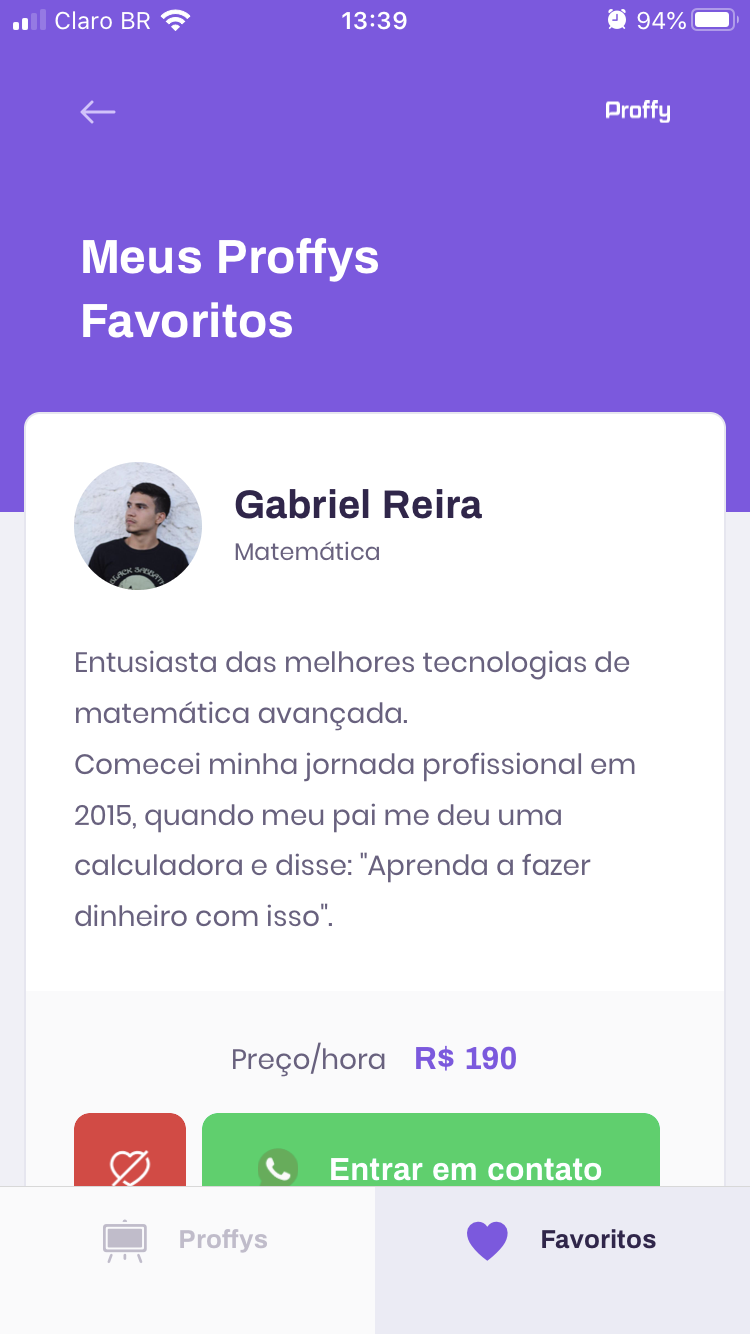 Claro BR 13:39 94%
Proffy
Meus Proffys
Favoritos
Gabriel Reira
Matemática
BLACK SABBATH
Entusiasta das melhores tecnologias de
matemática avançada.
Comecei minha jornada profissional em
2015, quando meu pai me deu uma
calculadora e disse: "Aprenda a fazer
dinheiro com isso".
Preço/hora R$ 190
Entrar em contato
Proffys Favoritos